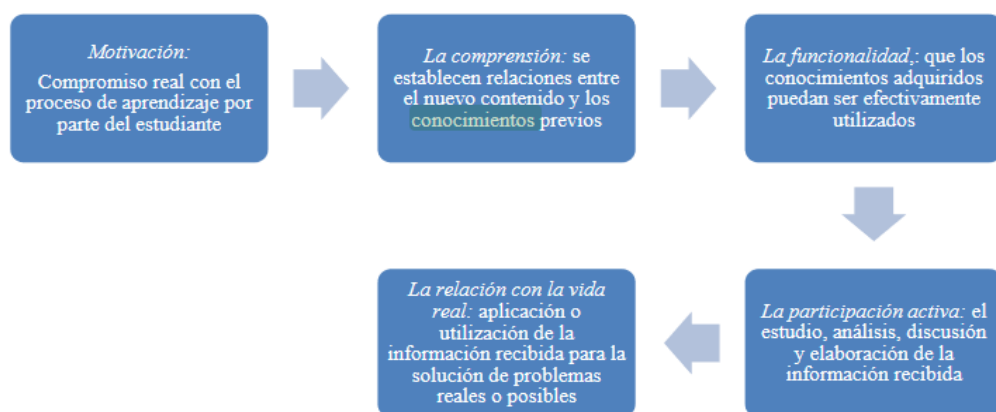 Motivación:
Compromiso real con el
proceso de aprendizaje por
parte del estudiante
La comprensión: se
establecen relaciones entre
el nuevo contenido y los
conocimientos previos
La funcionalidad,: que los
conocimientos adquiridos
puedan ser efectivamente
utilizados
La participación activa: el
estudio, análisis, discusión
y elaboración de la
información recibida
La relación con la vida
real: aplicación o
utilización de la
información recibida para la
solución de problemas
reales o posibles